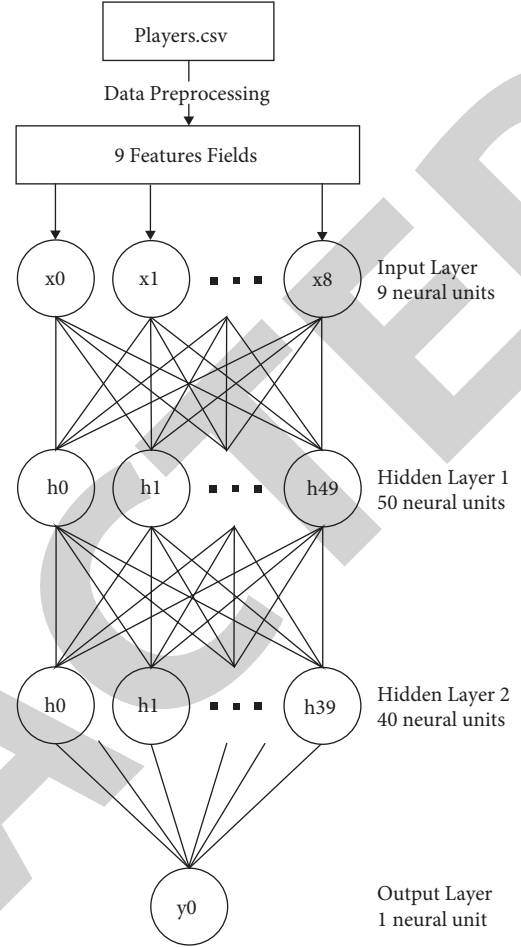 Players.csv
Data Preprocessing
9 Features Fields
x0
x1
x8
Input Layer
9 neural units
h0
h1
h49
Hidden Layer 1
50 neural units
h0
h1
h39
Hidden Layer 2
40 neural units
y0
Output Layer
1 neural unit
ACTED